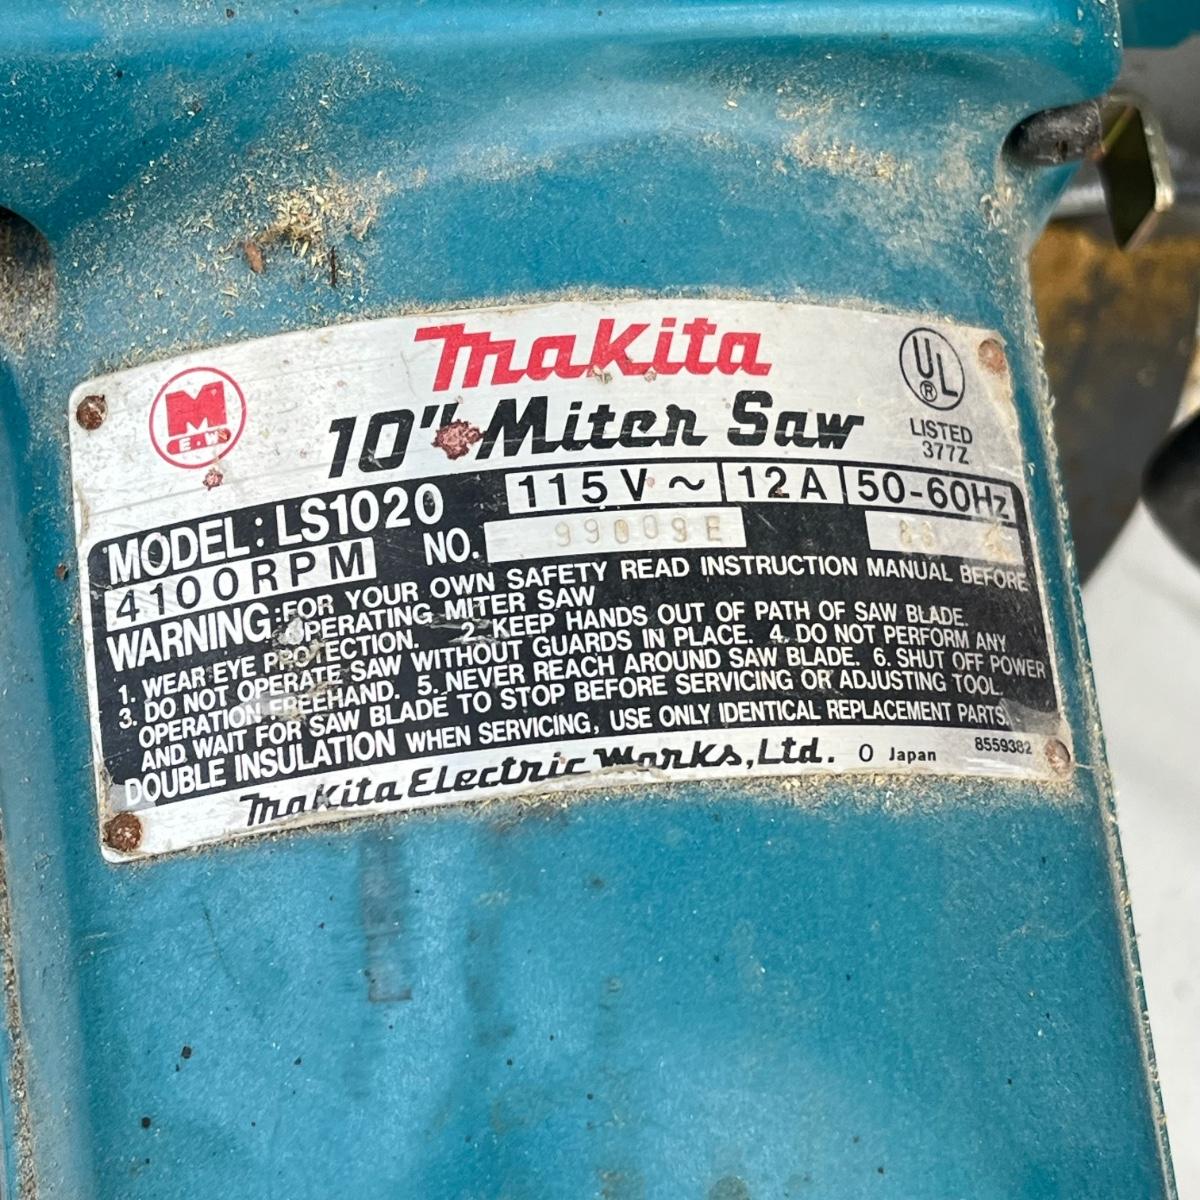 Makita
M
E.W.
10" Miter Saw
UL
®
LISTED
377Z
MODEL: LS1020
115V~ 12A 50-60Hz
4100RPM
NO. 99009E
WARNING: FOR YOUR OWN SAFETY READ INSTRUCTION MANUAL BEFORE
OPERATING MITER SAW
1. WEAR EYE PROTECTION. 2. KEEP HANDS OUT OF PATH OF SAW BLADE.
3. DO NOT OPERATE SAW WITHOUT GUARDS IN PLACE. 4. DO NOT PERFORM ANY
OPERATION FREEHAND. 5. NEVER REACH AROUND SAW BLADE. 6. SHUT OFF POWER
AND WAIT FOR SAW BLADE TO STOP BEFORE SERVICING OR ADJUSTING TOOL.
DOUBLE INSULATION WHEN SERVICING, USE ONLY IDENTICAL REPLACEMENT PARTS.
Makita Electric Works, Ltd. O Japan 8559382